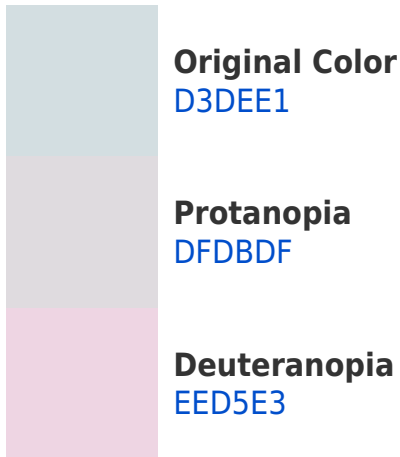 Original Color
D3DEE1
Protanopia
DFDBDF
Deuteranopia
EED5E3